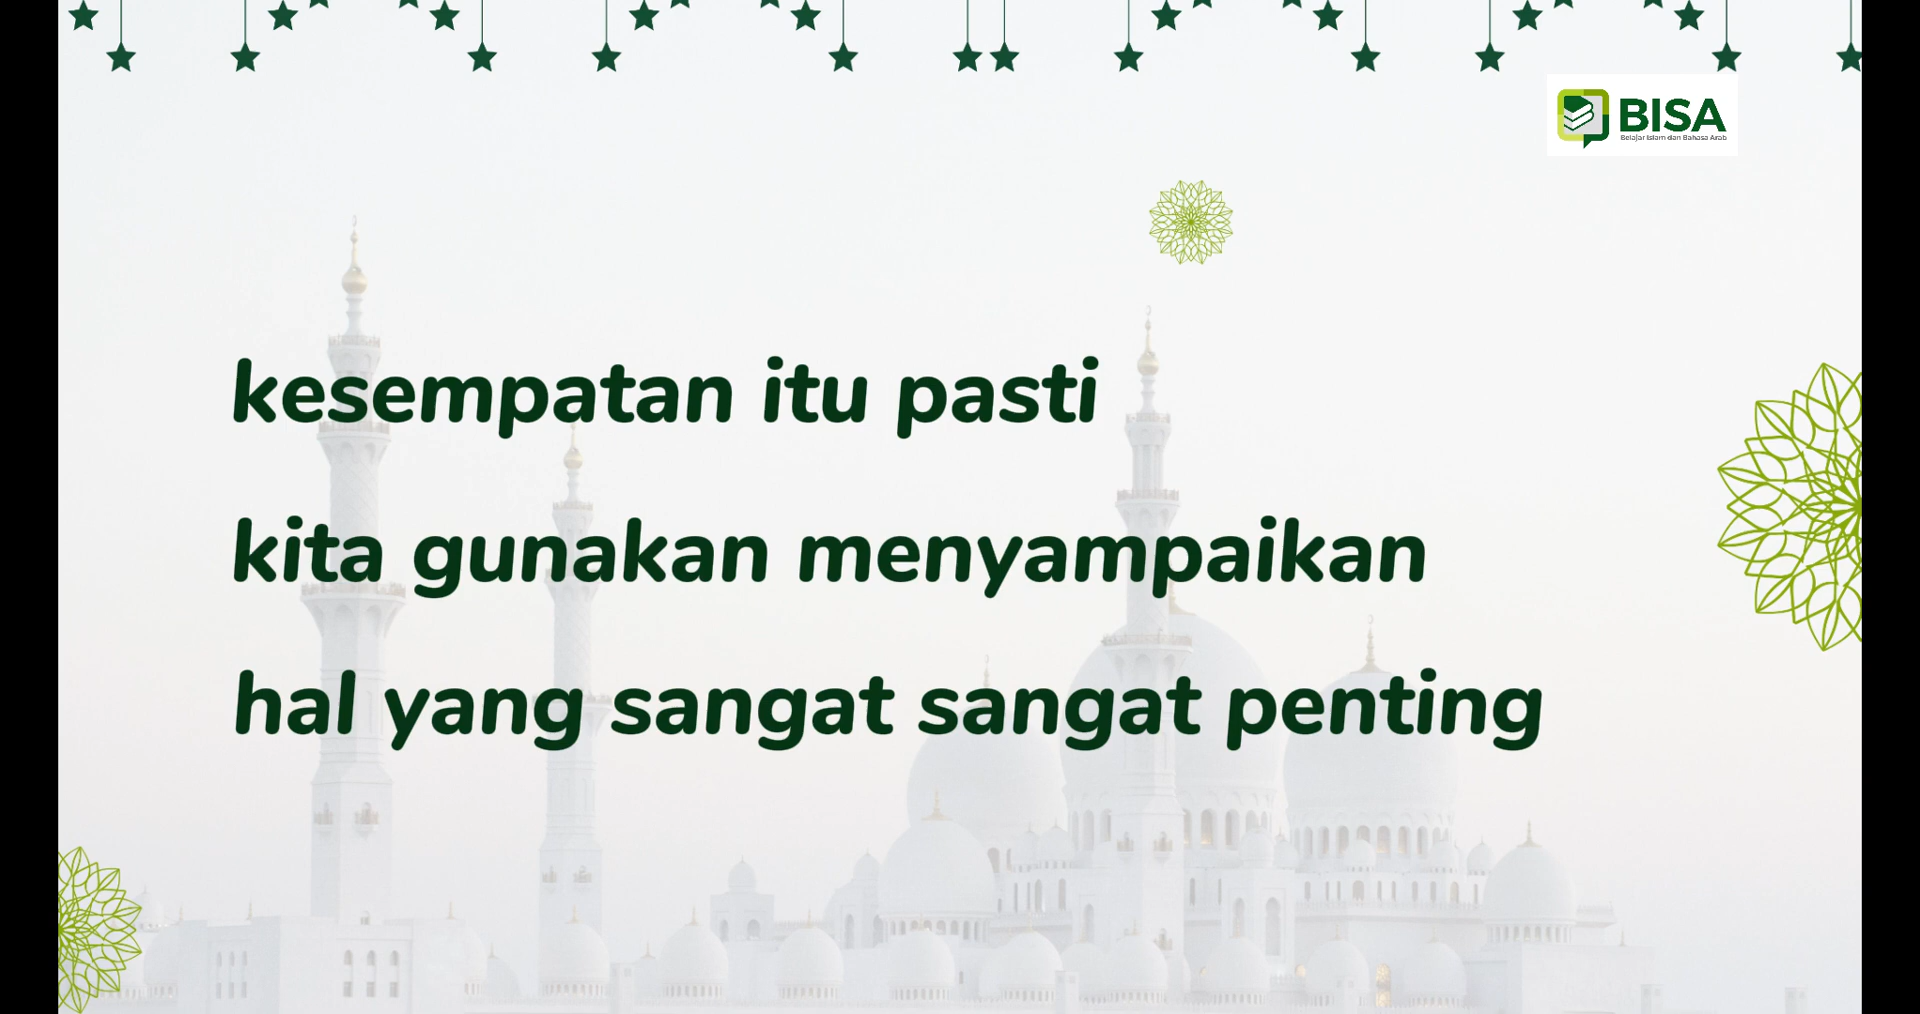 BISA
Belajar Islam dan Bahasa Arab
kesempatan itu pasti
kita gunakan menyampaikan
hal yang sangat sangat penting